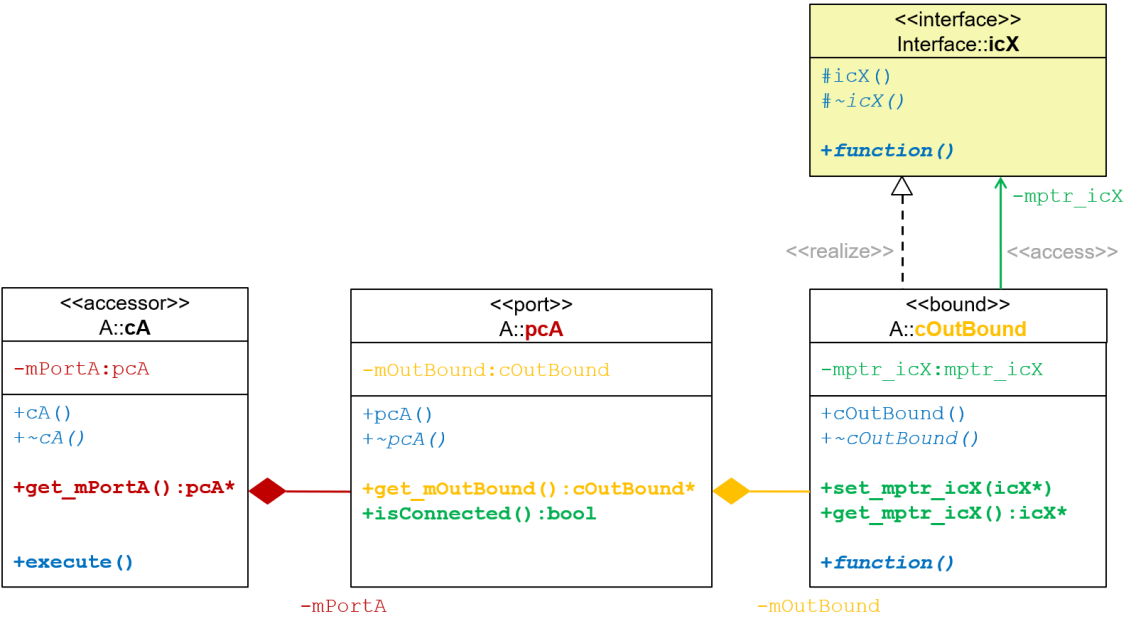 <<interface>>
Interface::icX
#icX()
#~icX()
+function()
-mptr_icX
<<realize>>
<<access>>
<<accessor>>
A::cA
-mPortA:pcA
+cA()
+~cA()
+get_mPortA():pcA*
+execute()
<<port>>
A::pcA
-mOutBound:cOutBound
+pcA()
+~pcA()
+get_mOutBound():cOutBound*
+isConnected():bool
<<bound>>
A::cOutBound
-mptr_icX:mptr_icX
+cOutBound()
+~cOutBound()
+set_mptr_icX(icX*)
+get_mptr_icX():icX*
+function()
-mPortA
-mOutBound